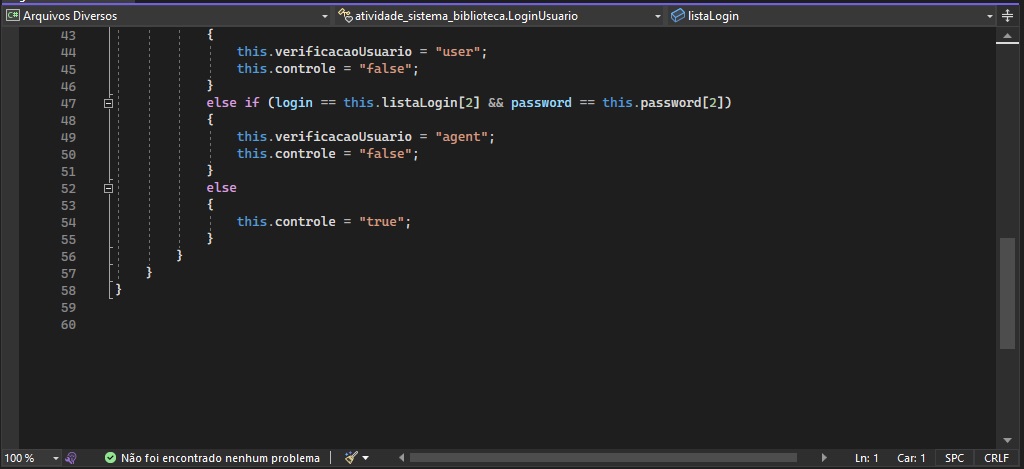 C# Arquivos Diversos atividade_sistema_biblioteca.LoginUsuario listaLogin
43 {
44 this.verificacaoUsuario = "user";
45 this.controle = "false";
46 }
47 else if (login == this.listaLogin[2] && password == this.password[2])
48 {
49 this.verificacaoUsuario = "agent";
50 this.controle = "false";
51 }
52 else
53 {
54 this.controle = "true";
55 }
56 }
57 }
58 }
59
60
100 % Não foi encontrado nenhum problema Ln: 1 Car: 1 SPC CRLF